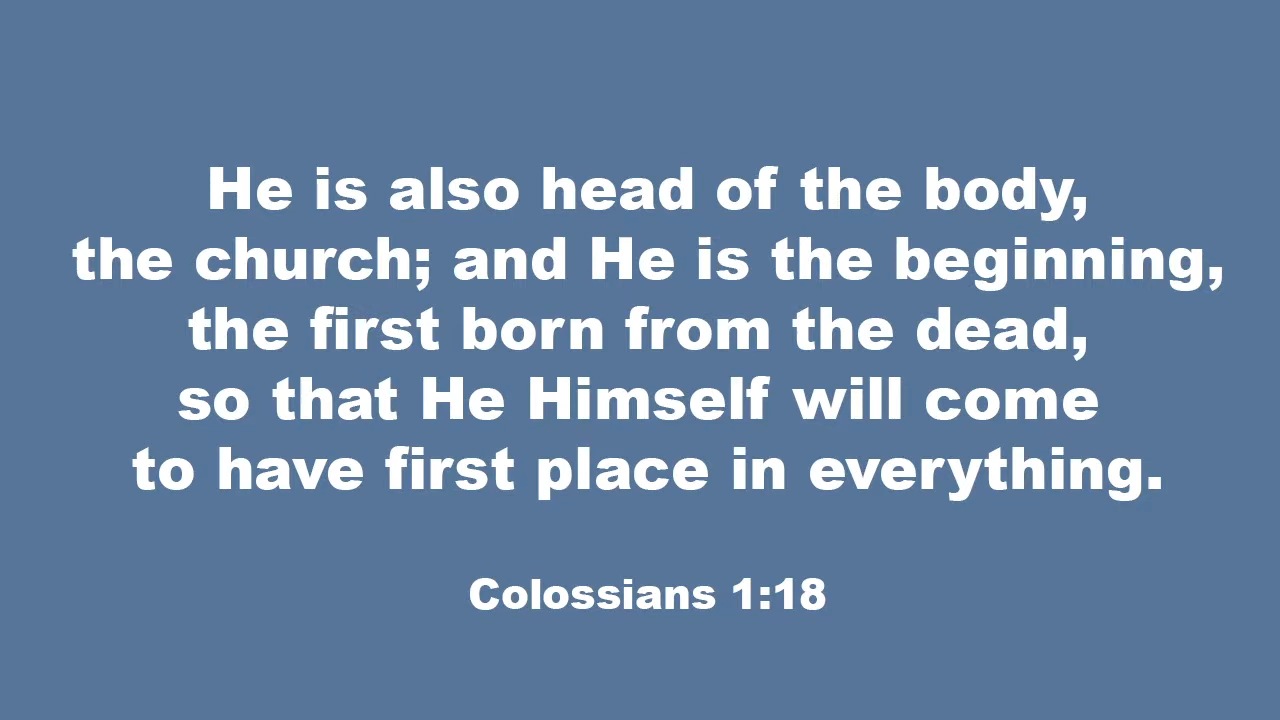 He is also head of the body,
the church; and He is the beginning,
the first born from the dead,
so that He Himself will come
to have first place in everything.
Colossians 1:18